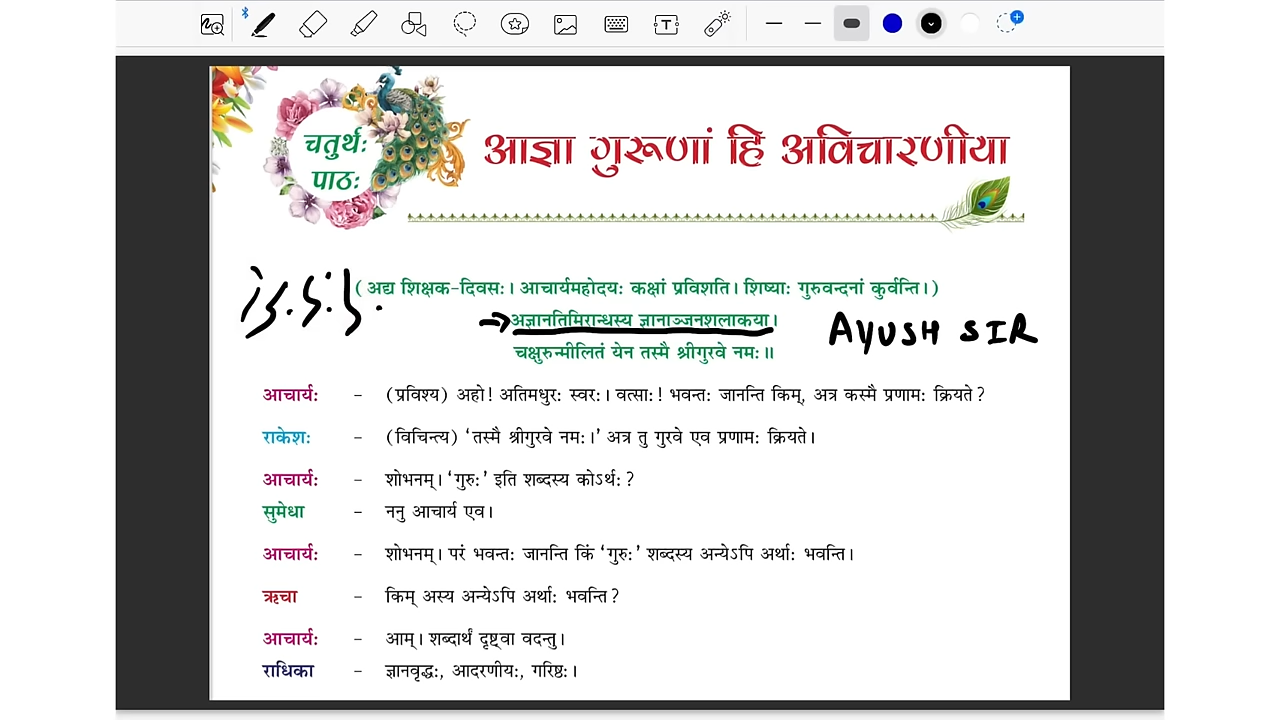 चतुर्थः
पाठः
आज्ञा गुरूणां हि अविचारणीया
(अद्य शिक्षक-दिवसः। आचार्यमहोदयः कक्षां प्रविशति। शिष्याः गुरुवन्दनां कुर्वन्ति।)
अज्ञानतिमिरान्धस्य ज्ञानाञ्जनशलाकया।
AYUSH SIR
चक्षुरुन्मीलितं येन तस्मै श्रीगुरवे नमः॥
आचार्यः – (प्रविश्य) अहो! अतिमधुरः स्वरः। वत्साः! भवन्तः जानन्ति किम्, अत्र कस्मै प्रणामः क्रियते?
राकेशः – (विचिन्त्य) ‘तस्मै श्रीगुरवे नमः।’ अत्र तु गुरवे एव प्रणामः क्रियते।
आचार्यः – शोभनम्। ‘गुरुः’ इति शब्दस्य कोऽर्थः?
सुमेधा – ननु आचार्य एव।
आचार्यः – शोभनम्। परं भवन्तः जानन्ति किं ‘गुरुः’ शब्दस्य अन्येऽपि अर्थाः भवन्ति।
ऋचा – किम् अस्य अन्येऽपि अर्थाः भवन्ति?
आचार्यः – आम्। शब्दार्थं दृष्ट्वा वदन्तु।
राधिका – ज्ञानवृद्धः, आदरणीयः, गरिष्ठः।